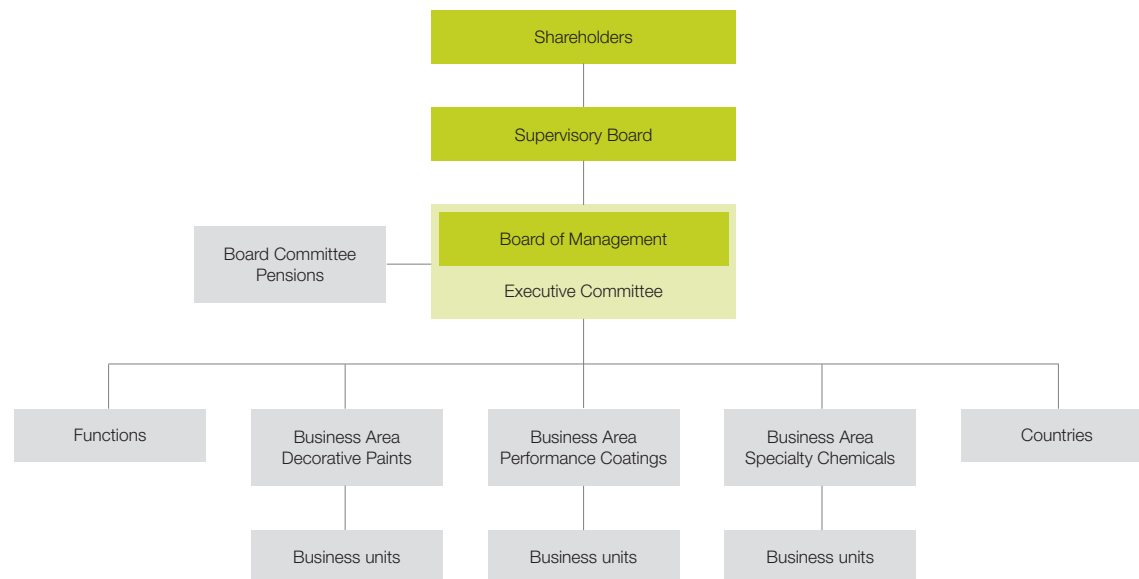 Shareholders
Supervisory Board
Board of Management
Board Committee
Pensions
Executive Committee
Functions
Business Area
Decorative Paints
Business Area
Performance Coatings
Business Area
Specialty Chemicals
Countries
Business units
Business units
Business units